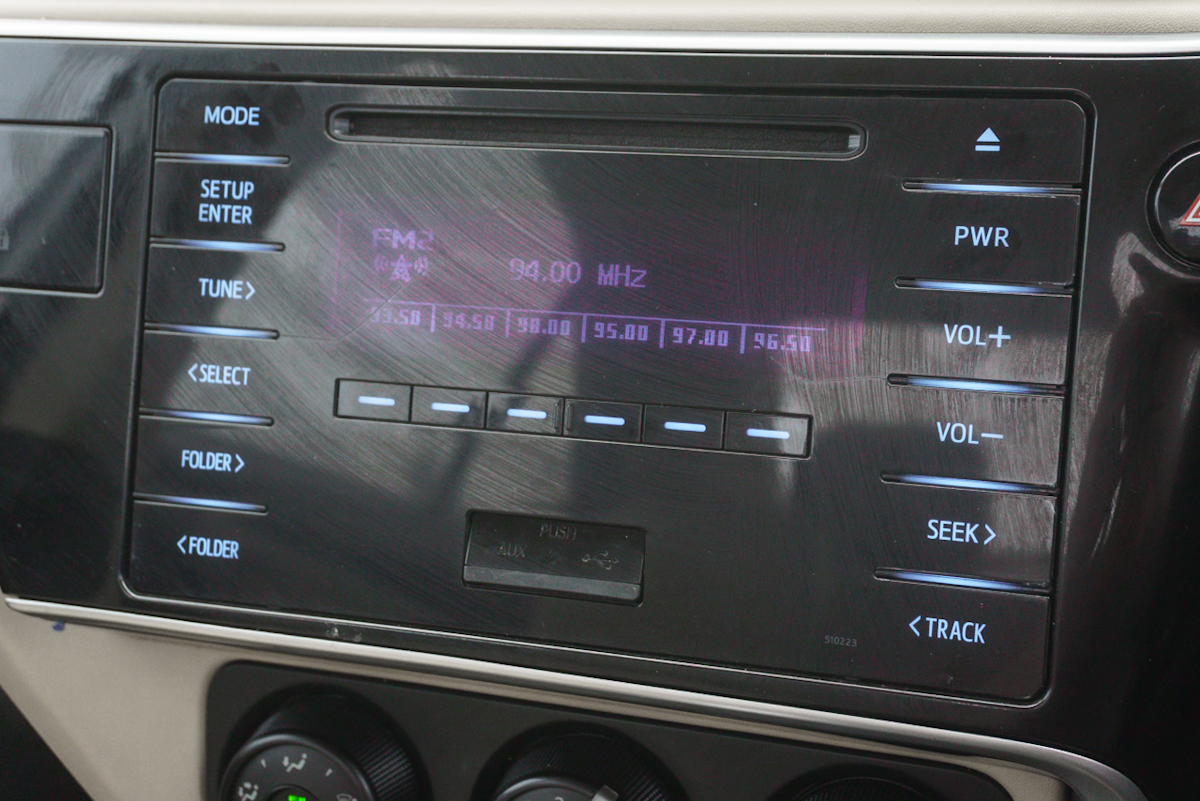 MODE
SETUP
ENTER
TUNE>
<SELECT
FOLDER>
<FOLDER
FM2
94.00 MHz
93.50 94.50 98.00 95.00 97.00 96.50
PUSH
AUX
PWR
VOL+
VOL-
SEEK>
<TRACK
510223